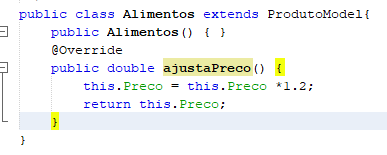 public class Alimentos extends ProdutoModel{
public Alimentos() { }
@Override
public double ajustaPreco() {
this.Preco = this.Preco *1.2;
return this.Preco;
}
}